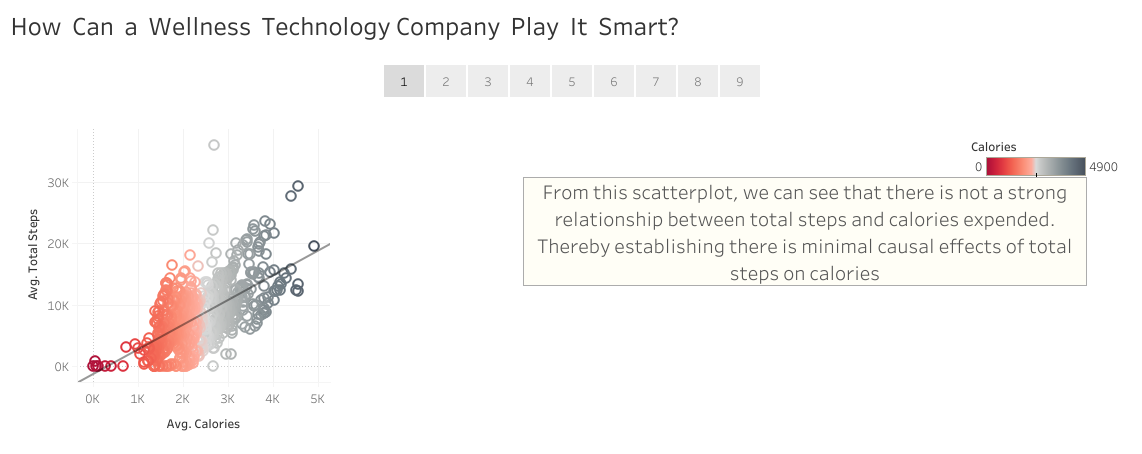 How Can a Wellness Technology Company Play It Smart?
1 2 3 4 5 6 7 8 9
Calories
0 4900
From this scatterplot, we can see that there is not a strong
relationship between total steps and calories expended.
Thereby establishing there is minimal causal effects of total
steps on calories
Avg. Total Steps
30K
20K
10K
0K
0K 1K 2K 3K 4K 5K
Avg. Calories